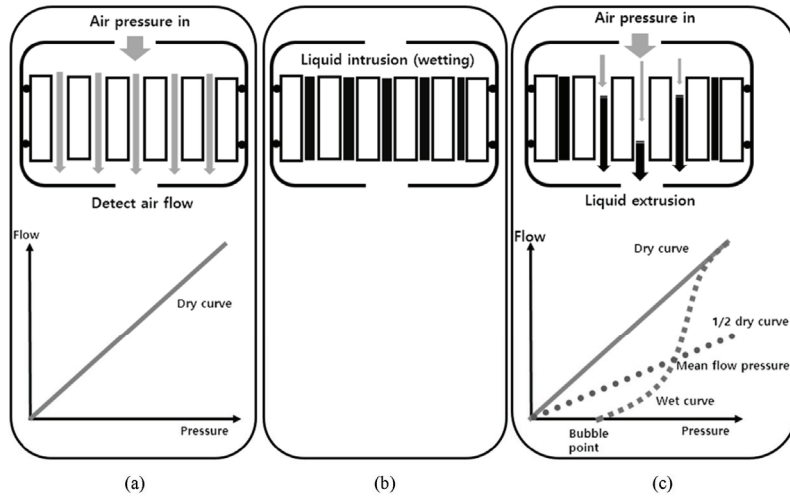 Air pressure in
Detect air flow
Flow
Dry curve
Pressure
(a)
Liquid intrusion (wetting)
(b)
Air pressure in
Liquid extrusion
Flow
Dry curve
1/2 dry curve
Mean flow pressure
Wet curve
Bubble
point
Pressure
(c)